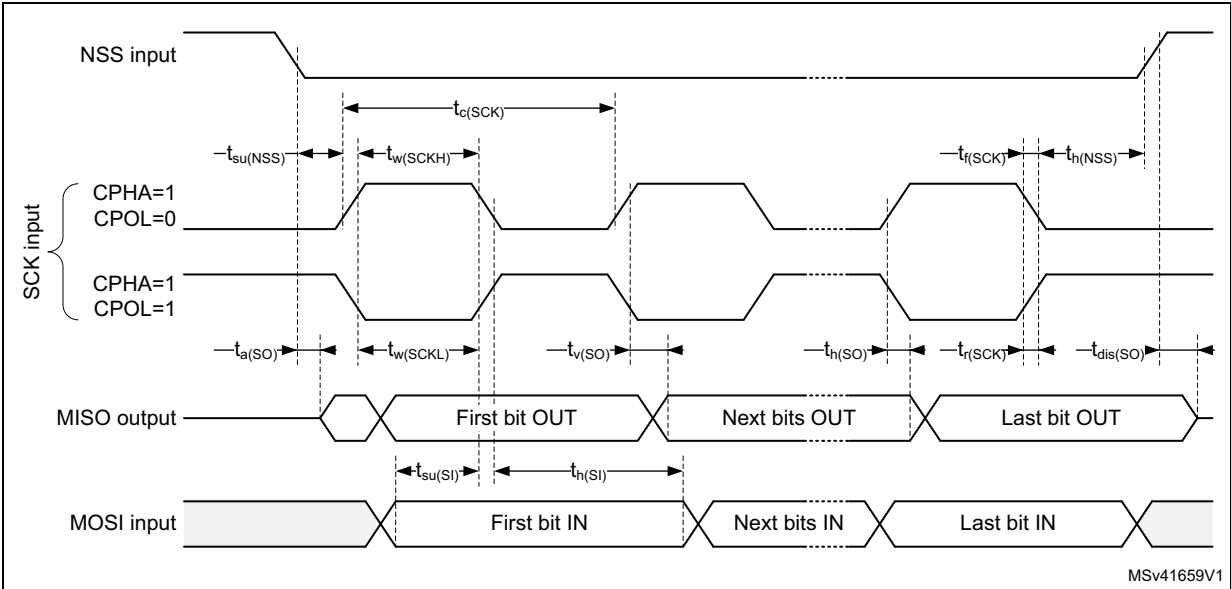 NSS input
tc(SCK)
tsu(NSS) tw(SCKH) tf(SCK) th(NSS)
SCK input
CPHA=1
CPOL=0
CPHA=1
CPOL=1
ta(SO) tw(SCKL) tv(SO) th(SO) tr(SCK) tdis(SO)
MISO output First bit OUT Next bits OUT Last bit OUT
tsu(SI) th(SI)
MOSI input First bit IN Next bits IN Last bit IN
MSv41659V1